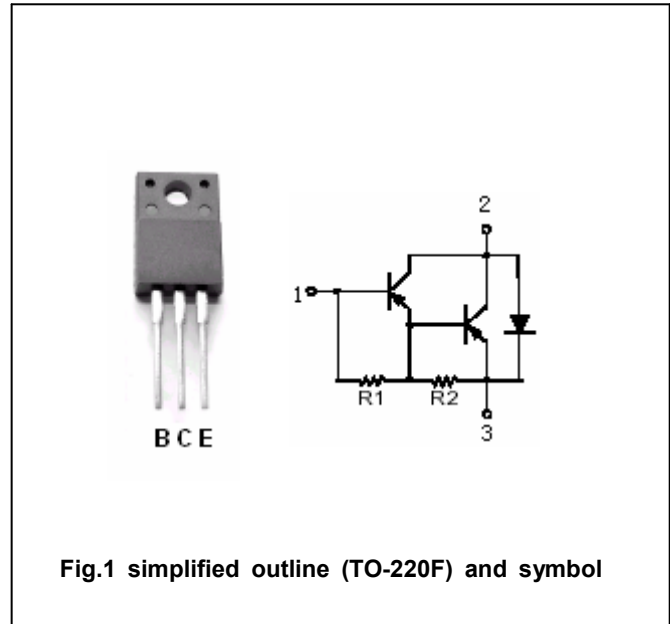 2
1
R1 R2
B C E
3
Fig.1 simplified outline (TO-220F) and symbol